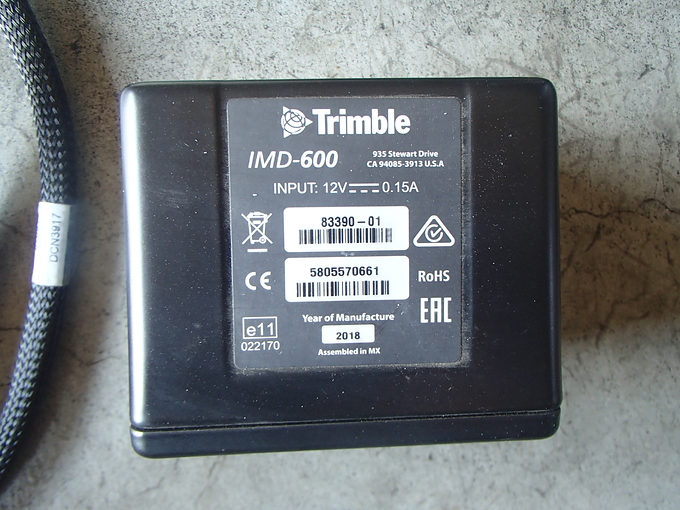 Trimble
IMD-600
935 Stewart Drive
CA 94085-3913 U.S.A
INPUT: 12V 0.15A
83390-01
5805570661
CE
RoHS
EAC
Year of Manufacture
e11
2018
022170
Assembled in MX